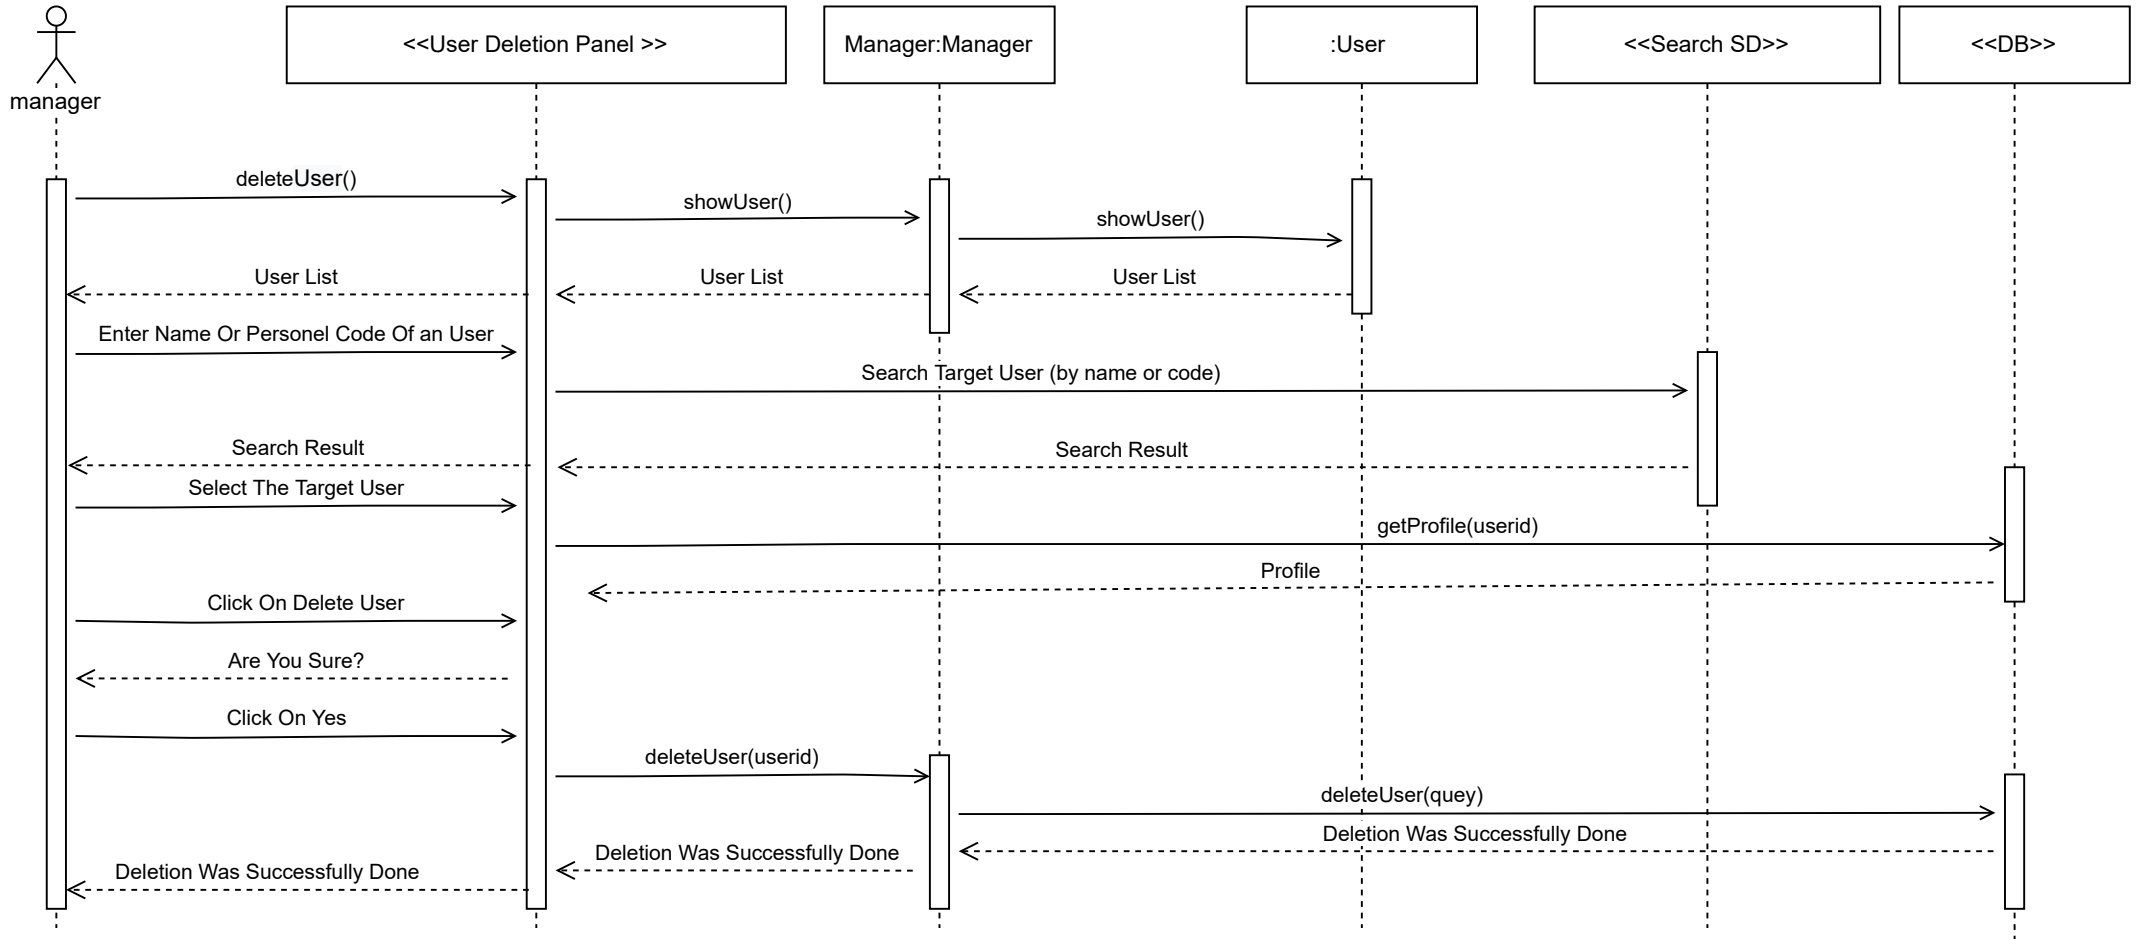 manager
<<User Deletion Panel >>
Manager:Manager
:User
<<Search SD>>
<<DB>>
deleteUser()
showUser()
showUser()
User List
User List
User List
Enter Name Or Personel Code Of an User
Search Target User (by name or code)
Search Result
Search Result
Select The Target User
getProfile(userid)
Profile
Click On Delete User
Are You Sure?
Click On Yes
deleteUser(userid)
deleteUser(quey)
Deletion Was Successfully Done
Deletion Was Successfully Done
Deletion Was Successfully Done